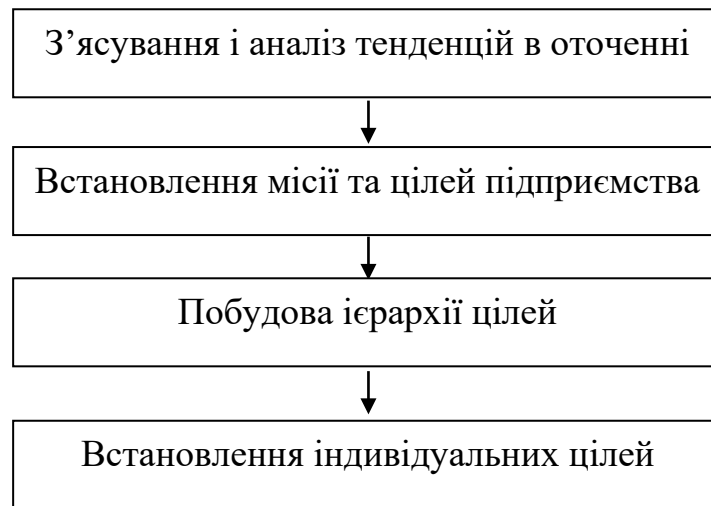 З’ясування і аналіз тенденцій в оточенні
Встановлення місії та цілей підприємства
Побудова ієрархії цілей
Встановлення індивідуальних цілей